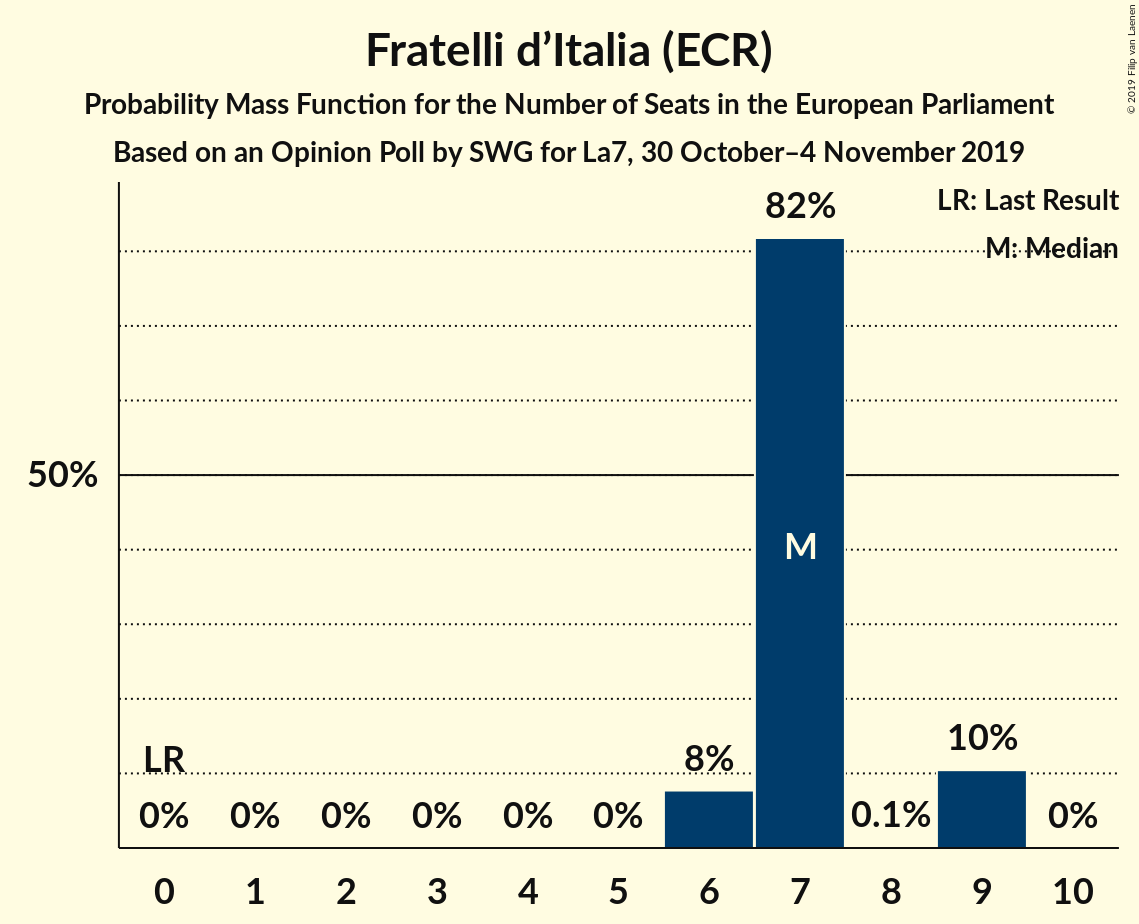 Fratelli d’Italia (ECR)
Probability Mass Function for the Number of Seats in the European Parliament
Based on an Opinion Poll by SWG for La7, 30 October–4 November 2019
© 2019 Filip van Laenen
LR: Last Result
M: Median
82%
50%
M
LR
8%
10%
0% 0% 0% 0% 0% 0% 0.1% 0%
0 1 2 3 4 5 6 7 8 9 10